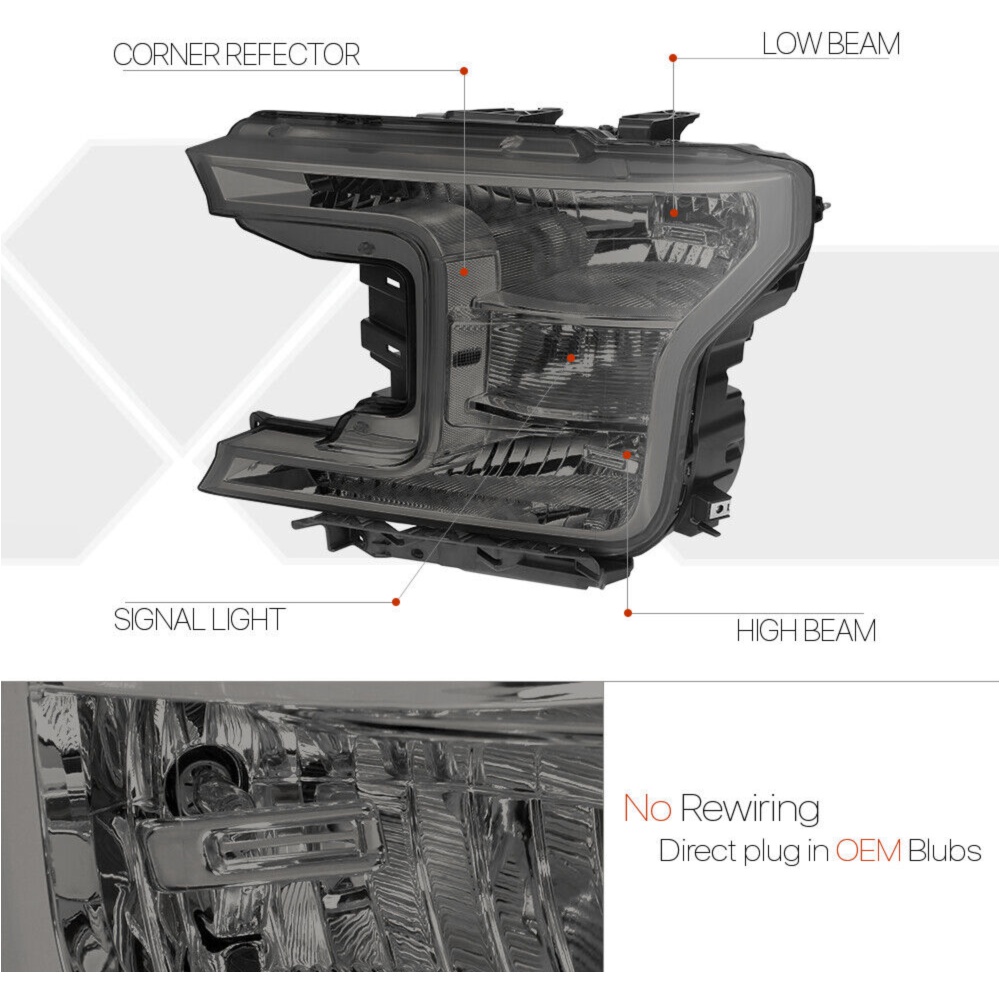 CORNER REFECTOR
LOW BEAM
SIGNAL LIGHT
HIGH BEAM
No Rewiring
Direct plug in OEM Blubs